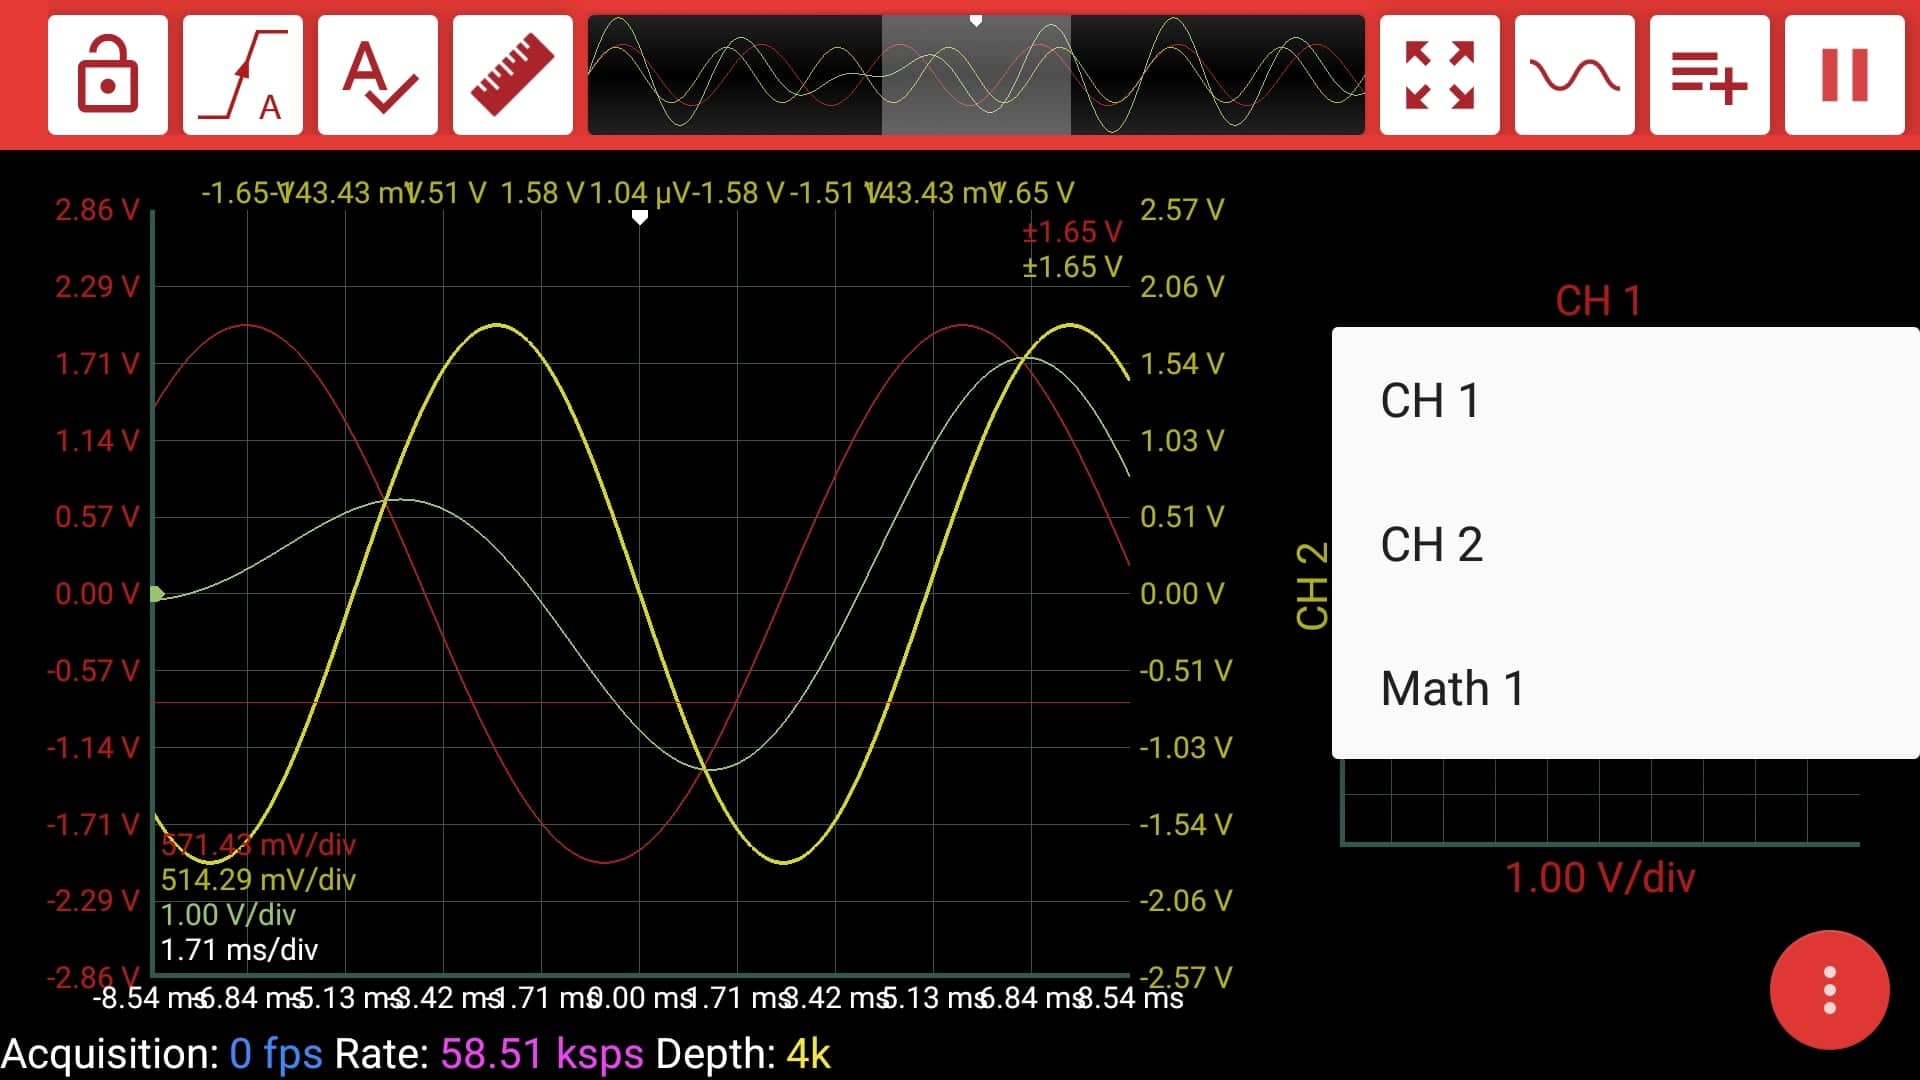 A
A
-1.65 V -143.43 mV 1.51 V 1.58 V 1.04 µV -1.58 V -1.51 V 143.43 mV 1.65 V
2.86 V
2.29 V
1.71 V
1.14 V
0.57 V
0.00 V
-0.57 V
-1.14 V
-1.71 V
-2.29 V
-2.86 V
±1.65 V
±1.65 V
2.57 V
2.06 V
1.54 V
1.03 V
0.51 V
0.00 V
-0.51 V
-1.03 V
-1.54 V
-2.06 V
-2.57 V
571.43 mV/div
514.29 mV/div
1.00 V/div
1.71 ms/div
-8.54 ms -6.84 ms -5.13 ms -3.42 ms -1.71 ms 0.00 ms 1.71 ms 3.42 ms 5.13 ms 6.84 ms 8.54 ms
CH 1
CH 2
CH 1
CH 2
Math 1
1.00 V/div
Acquisition: 0 fps Rate: 58.51 ksps Depth: 4k